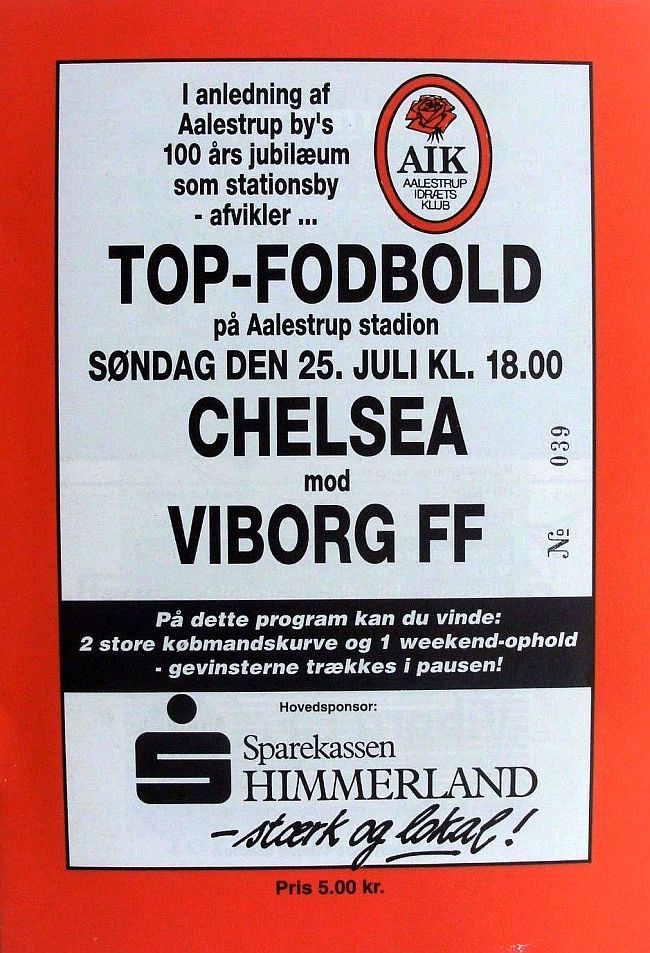 I anledning af
Aalestrup by's
100 års jubilæum
som stationsby
- afvikler ...
AIK
AALESTRUP
IDRÆTS
KLUB
TOP-FODBOLD
på Aalestrup stadion
SØNDAG DEN 25. JULI KL. 18.00
CHELSEA
mod
VIBORG FF
№ 039
På dette program kan du vinde:
2 store købmandskurve og 1 weekend-ophold
- gevinsterne trækkes i pausen!
Hovedsponsor:
S
Sparekassen
HIMMERLAND
- stærk og lokal!
Pris 5.00 kr.